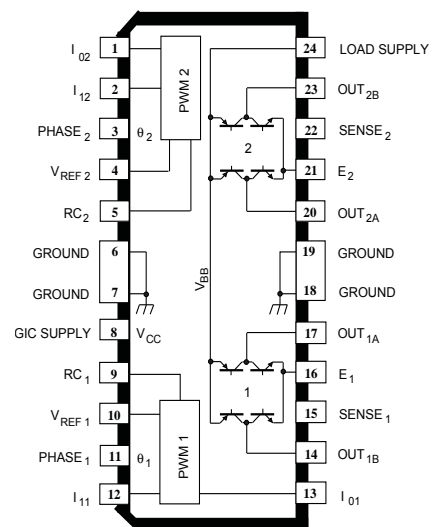 I02 1 24 LOAD SUPPLY
I12 2 PWM 2 23 OUT2B
PHASE2 3 θ2 22 SENSE2
2
VREF 2 4 21 E2
RC2 5 20 OUT2A
GROUND 6 19 GROUND
VBB
GROUND 7 18 GROUND
GIC SUPPLY 8 VCC 17 OUT1A
RC1 9 16 E1
1
VREF 1 10 15 SENSE1
PHASE1 11 θ1 PWM 1 14 OUT1B
I11 12 13 I01